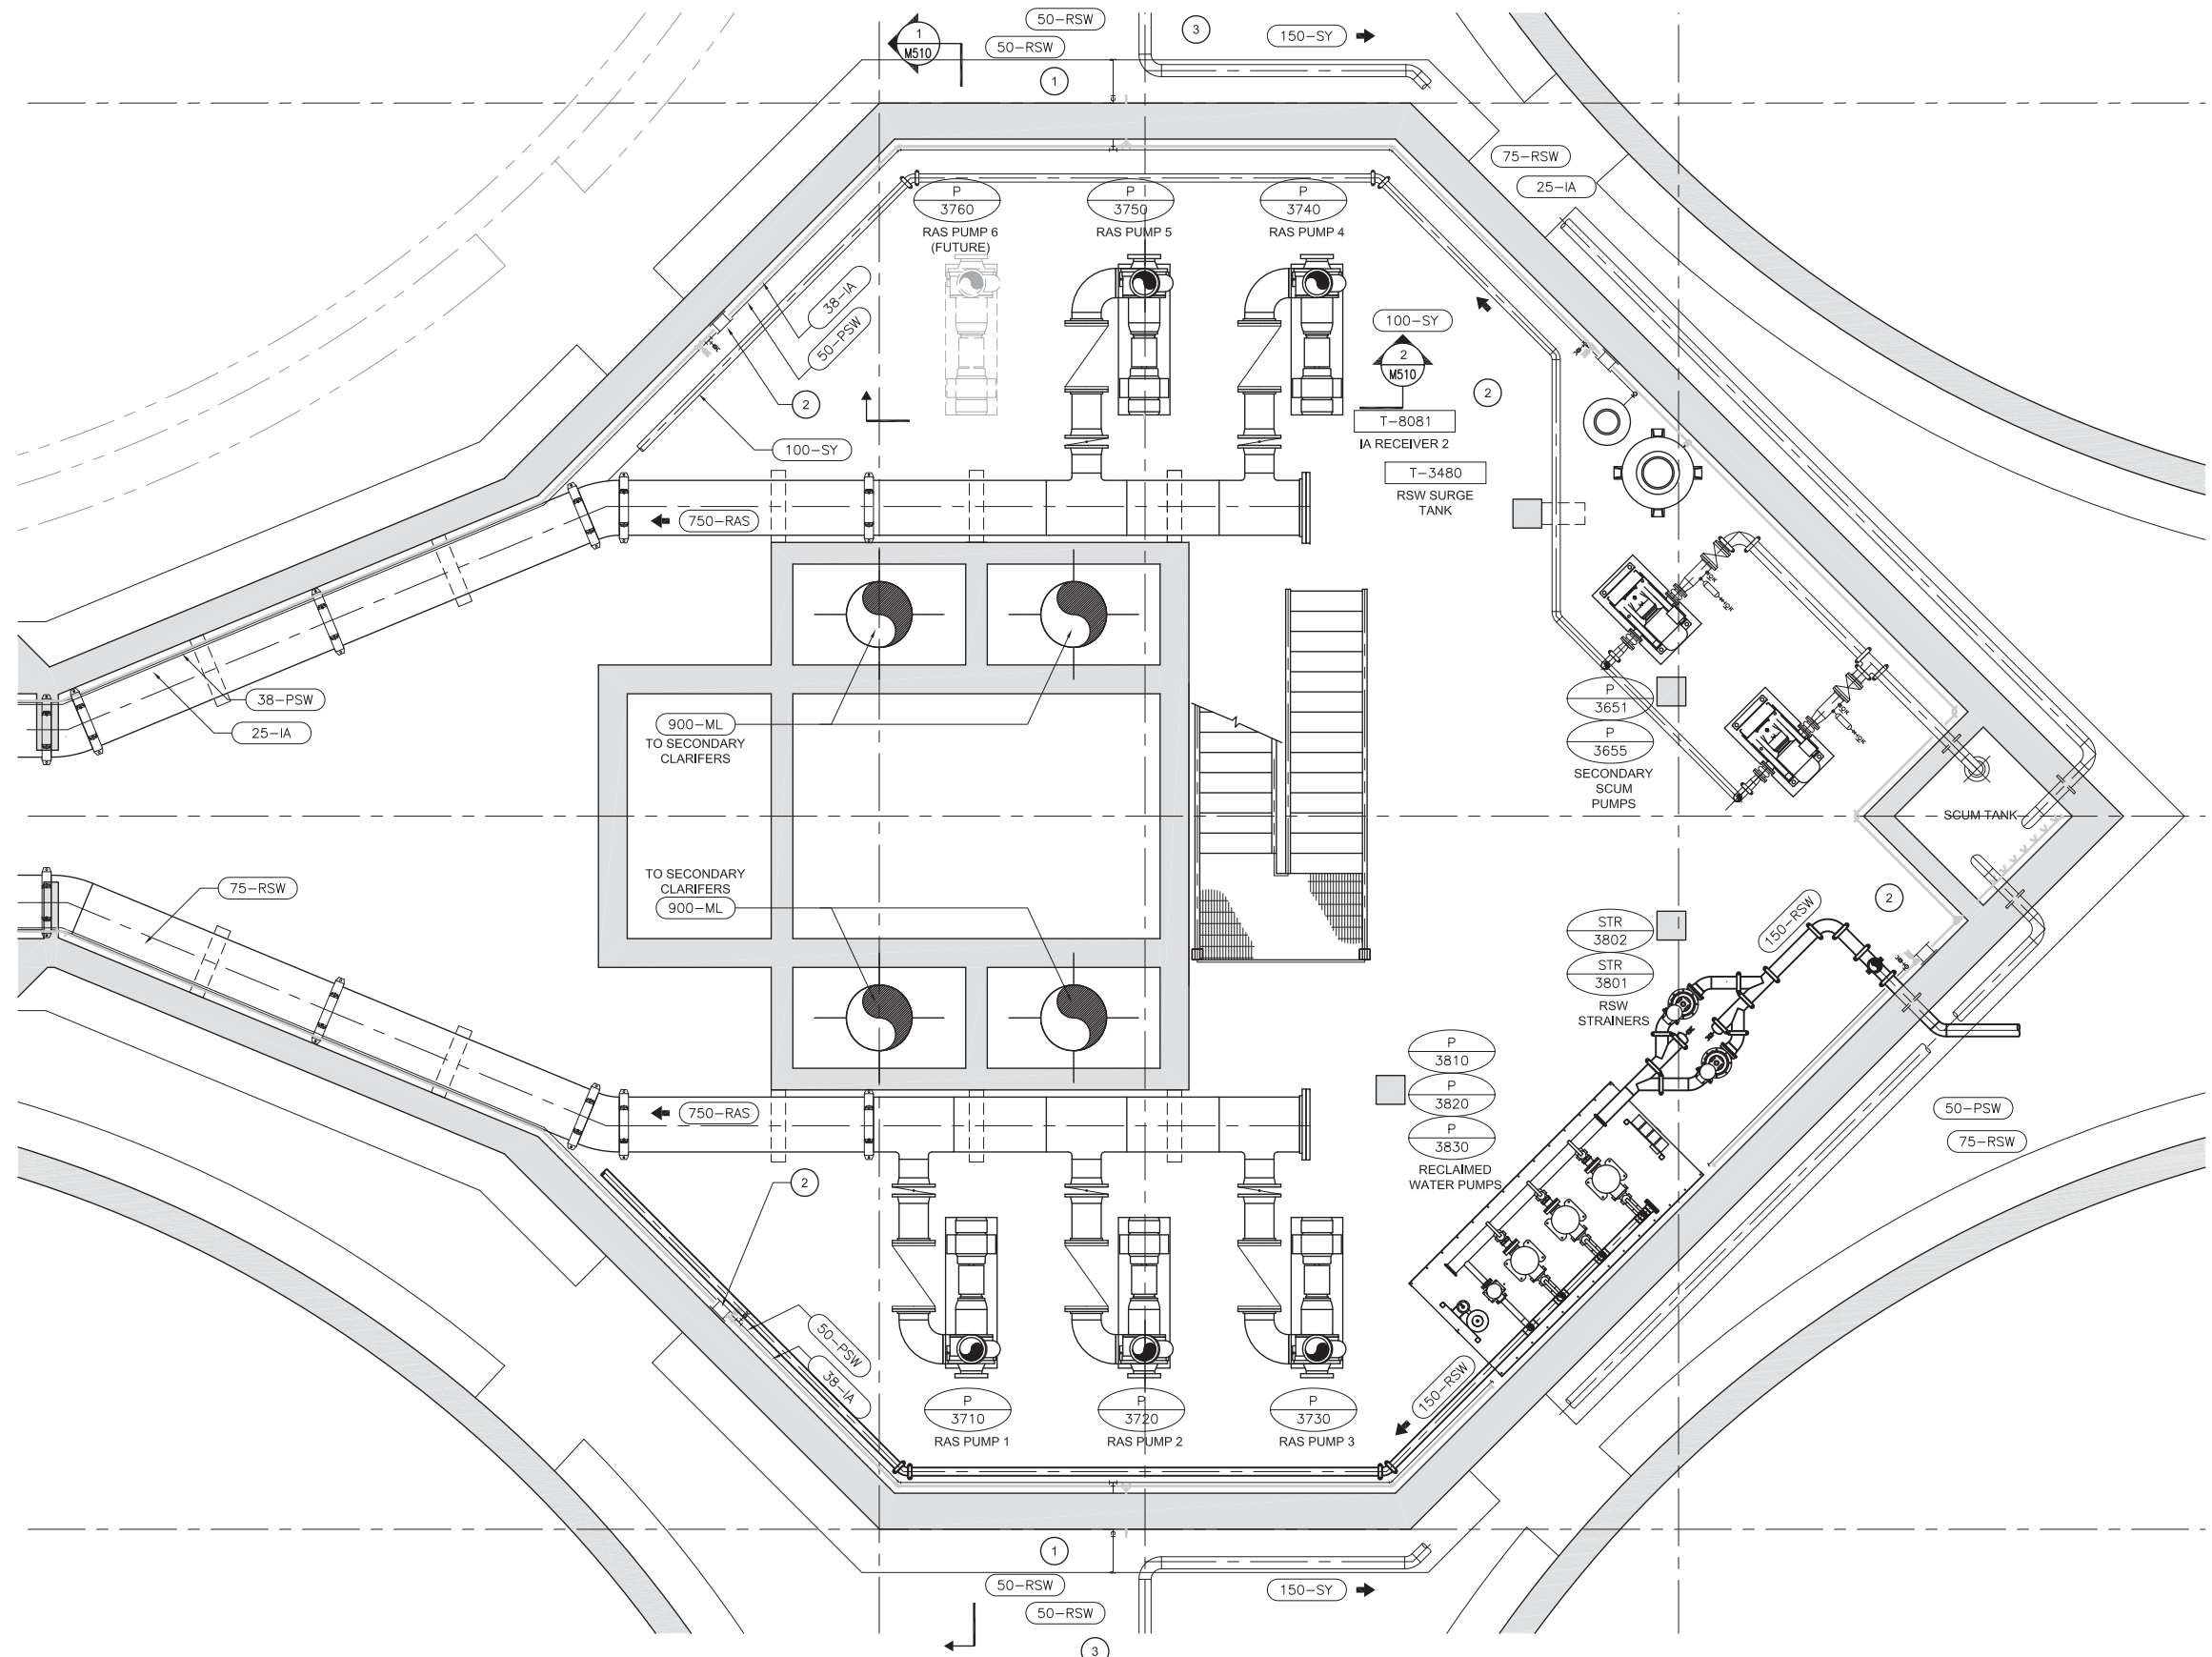 50-RSW
50-RSW
1
M510
3
150-SY
1
75-RSW
25-IA
P
3760
RAS PUMP 6
(FUTURE)
P
3750
RAS PUMP 5
P
3740
RAS PUMP 4
38-IA
50-PSW
2
100-SY
100-SY
2
M510
2
T-8081
IA RECEIVER 2
T-3480
RSW SURGE
TANK
750-RAS
38-PSW
25-IA
900-ML
TO SECONDARY
CLARIFERS
P
3651
P
3655
SECONDARY
SCUM
PUMPS
SCUM TANK
75-RSW
TO SECONDARY
CLARIFERS
900-ML
2
150-RSW
STR
3802
STR
3801
RSW
STRAINERS
P
3810
P
3820
P
3830
RECLAIMED
WATER PUMPS
50-PSW
75-RSW
750-RAS
2
50-PSW
38-IA
150-RSW
P
3710
RAS PUMP 1
P
3720
RAS PUMP 2
P
3730
RAS PUMP 3
1
50-RSW
150-SY
50-RSW
3